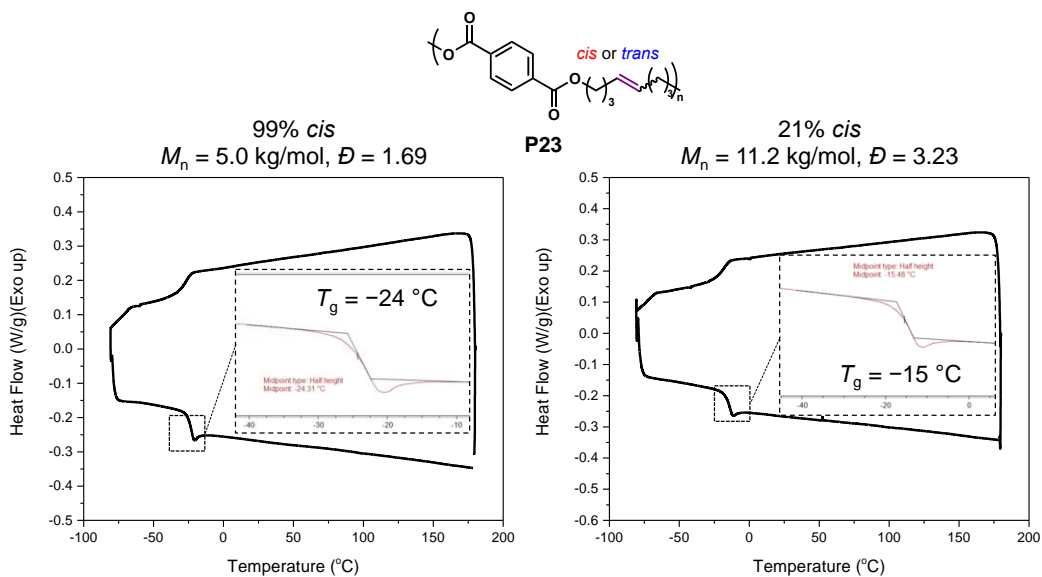 O
O
O
O
cis or trans
3
3
n
P23
99% cis
Mn = 5.0 kg/mol, Đ = 1.69
21% cis
Mn = 11.2 kg/mol, Đ = 3.23
Heat Flow (W/g)(Exo up)
0.5
0.4
0.3
0.2
0.1
0.0
-0.1
-0.2
-0.3
-0.4
-0.5
Tg = −24 °C
Midpoint type: Half height
Midpoint: -24.31 °C
-40
-30
-20
-10
-100 -50 0 50 100 150 200
Temperature (°C)
Heat Flow (W/g)(Exo up)
0.5
0.4
0.3
0.2
0.1
0.0
-0.1
-0.2
-0.3
-0.4
-0.5
-0.6
Midpoint type: Half height
Midpoint: -15.48 °C
Tg = −15 °C
-40
-20
0
-100 -50 0 50 100 150 200
Temperature (°C)